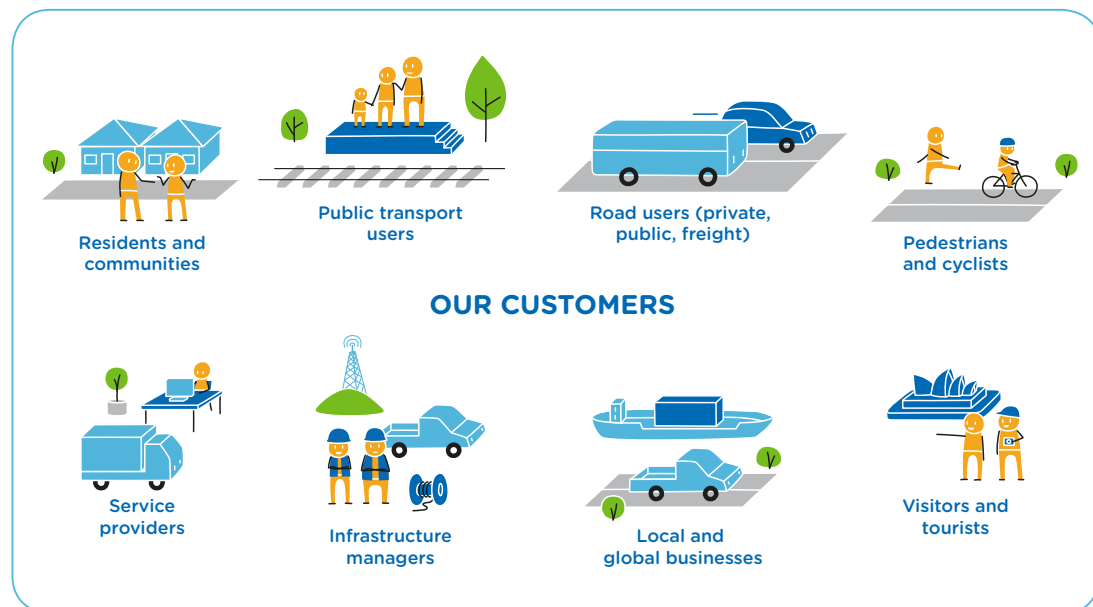 Residents and
communities
Public transport
users
Road users (private,
public, freight)
Pedestrians
and cyclists
OUR CUSTOMERS
Service
providers
Infrastructure
managers
Local and
global businesses
Visitors and
tourists